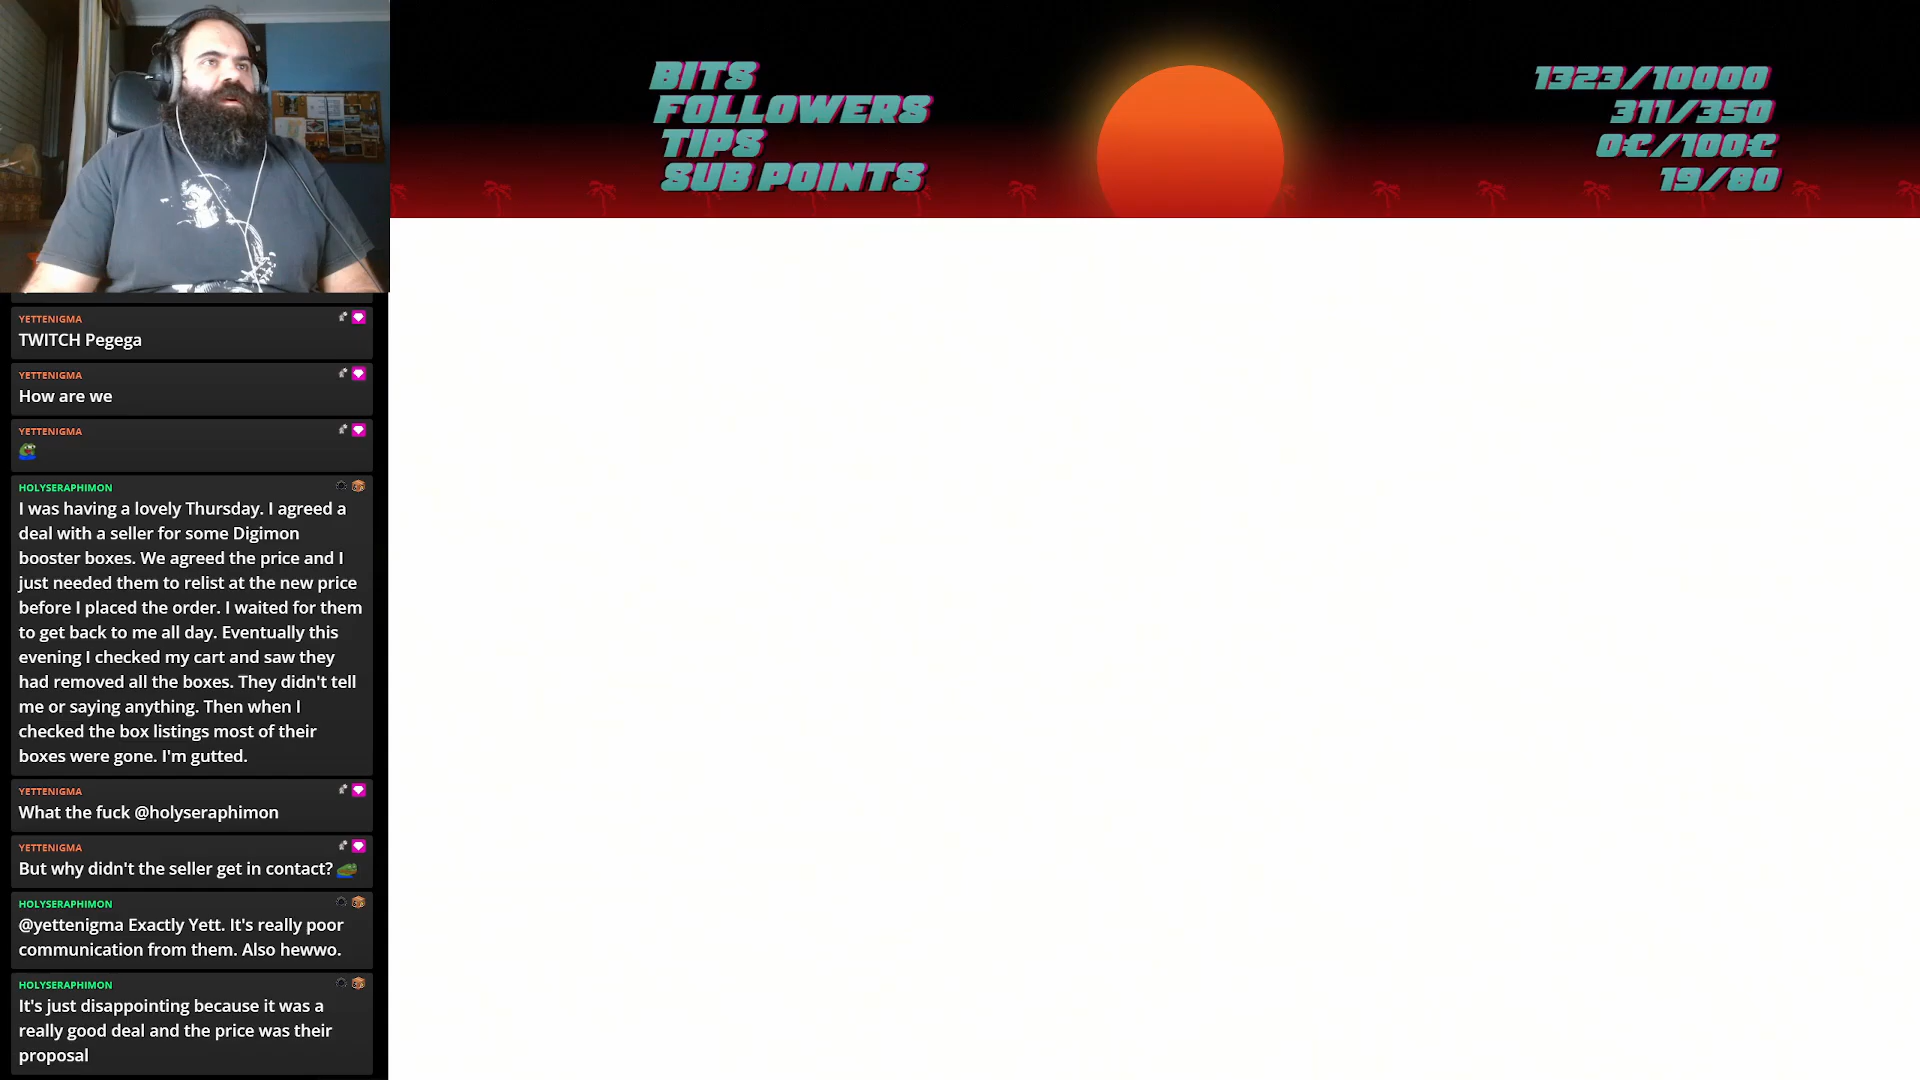 BITS
FOLLOWERS
TIPS
SUB POINTS
1323/10000
311/350
0€/100€
19/80
YETTENIGMA
TWITCH Pegega
YETTENIGMA
How are we
YETTENIGMA
HOLYSERAPHIMON
I was having a lovely Thursday. I agreed a
deal with a seller for some Digimon
booster boxes. We agreed the price and I
just needed them to relist at the new price
before I placed the order. I waited for them
to get back to me all day. Eventually this
evening I checked my cart and saw they
had removed all the boxes. They didn't tell
me or saying anything. Then when I
checked the box listings most of their
boxes were gone. I'm gutted.
YETTENIGMA
What the fuck @holyseraphimon
YETTENIGMA
But why didn't the seller get in contact?
HOLYSERAPHIMON
@yettenigma Exactly Yett. It's really poor
communication from them. Also hewwo.
HOLYSERAPHIMON
It's just disappointing because it was a
really good deal and the price was their
proposal